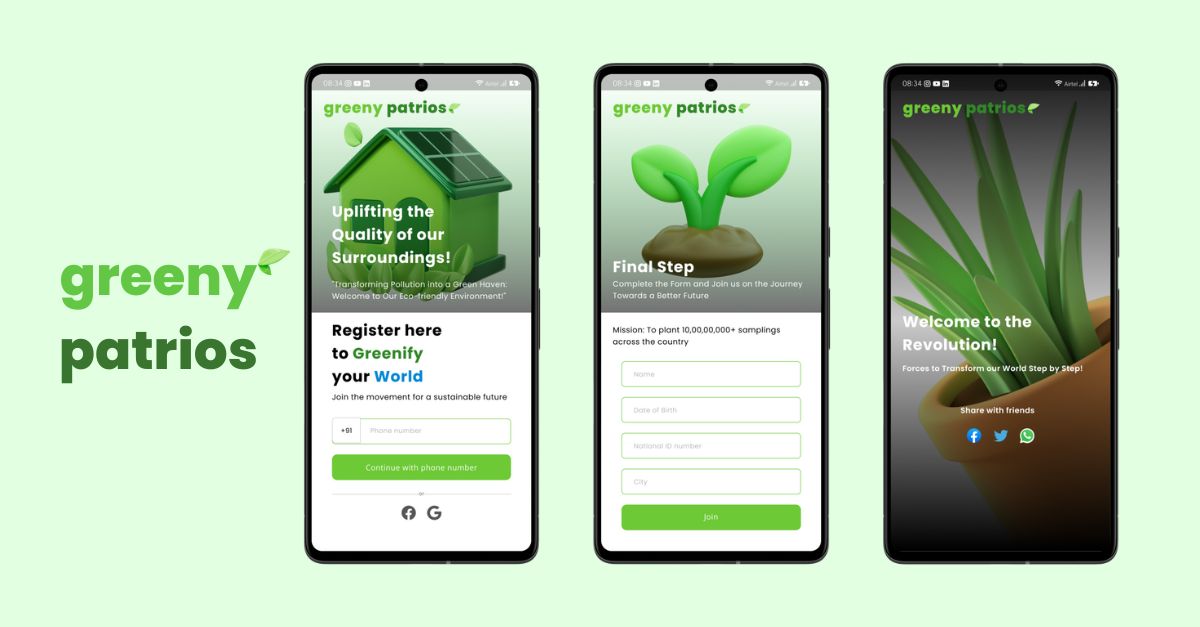 greeny
patrios
08:34
Airtel
greeny patrios
Uplifting the
Quality of our
Surroundings!
"Transforming Pollution into a Green Haven:
Welcome to Our Eco-friendly Environment!"
Register here
to Greenify
your World
Join the movement for a sustainable future
+91 Phone number
Continue with phone number
or
08:34
Airtel
greeny patrios
Final Step
Complete the Form and Join us on the Journey
Towards a Better Future
Mission: To plant 10,00,00,000+ samplings
across the country
Name
Date of Birth
National ID number
City
Join
08:34
Airtel
greeny patrios
Welcome to the
Revolution!
Forces to Transform our World Step by Step!
Share with friends